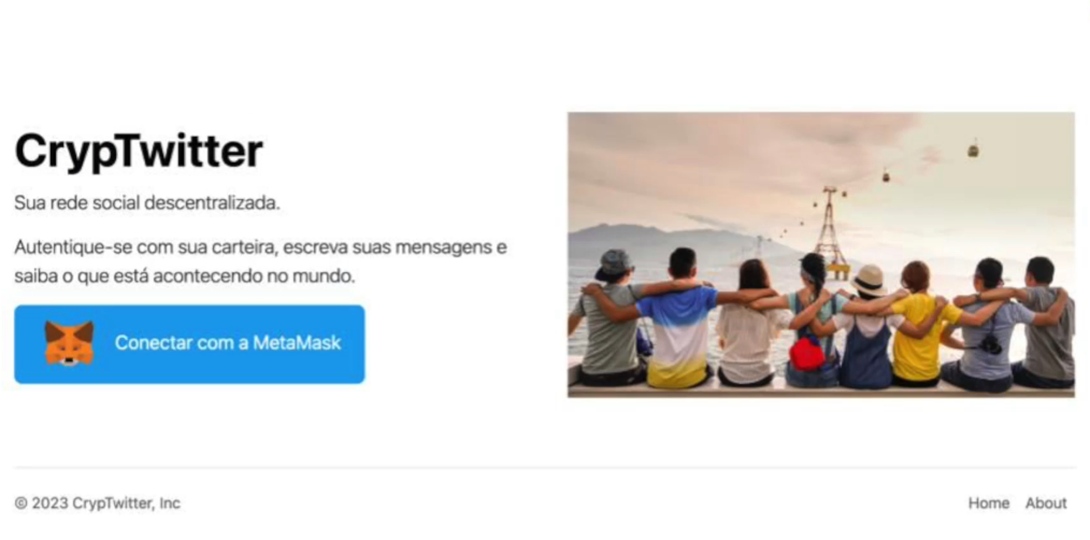 CrypTwitter
Sua rede social descentralizada.
Autentique-se com sua carteira, escreva suas mensagens e
saiba o que está acontecendo no mundo.
Conectar com a MetaMask
© 2023 CrypTwitter, Inc
Home About